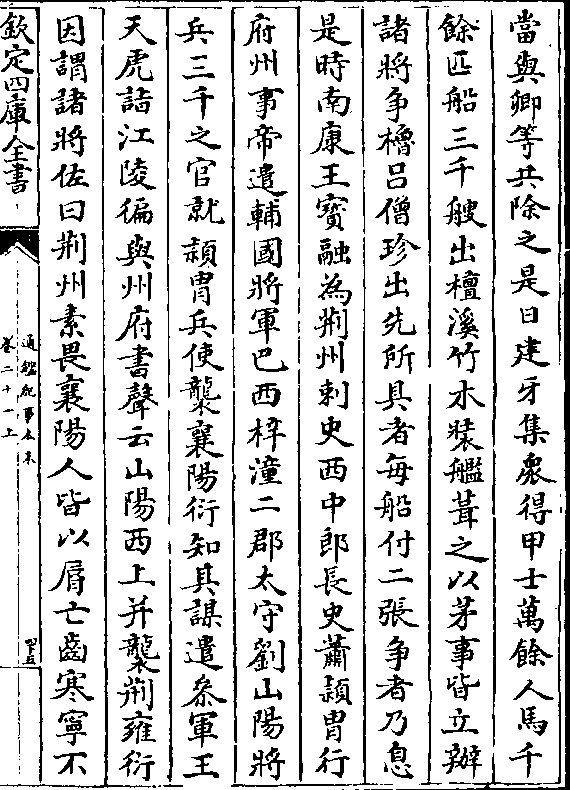 當與卿等共除之是日建牙集衆得甲士萬餘人馬千
餘匹船三千艘出檀溪竹木裝艦葺之以茅事皆立辦
諸將争櫓呂僧珍出先所具者每船付二張争者乃息
是時南康王寶融為荆州刺史西中郎長史蕭頴胄行
府州事帝遣輔國將軍巴西梓潼二郡太守劉山陽將
兵三千之官就頴胄兵使襲襄陽衍知其謀遣叅軍王
天虎詣江陵徧與州府書聲云山陽西上并襲荆雍衍
因謂諸將佐曰荆州素畏襄陽人皆以脣亡齒寒寧不
欽定四庫全書
通鑑紀事本末
卷二十一上
四十五